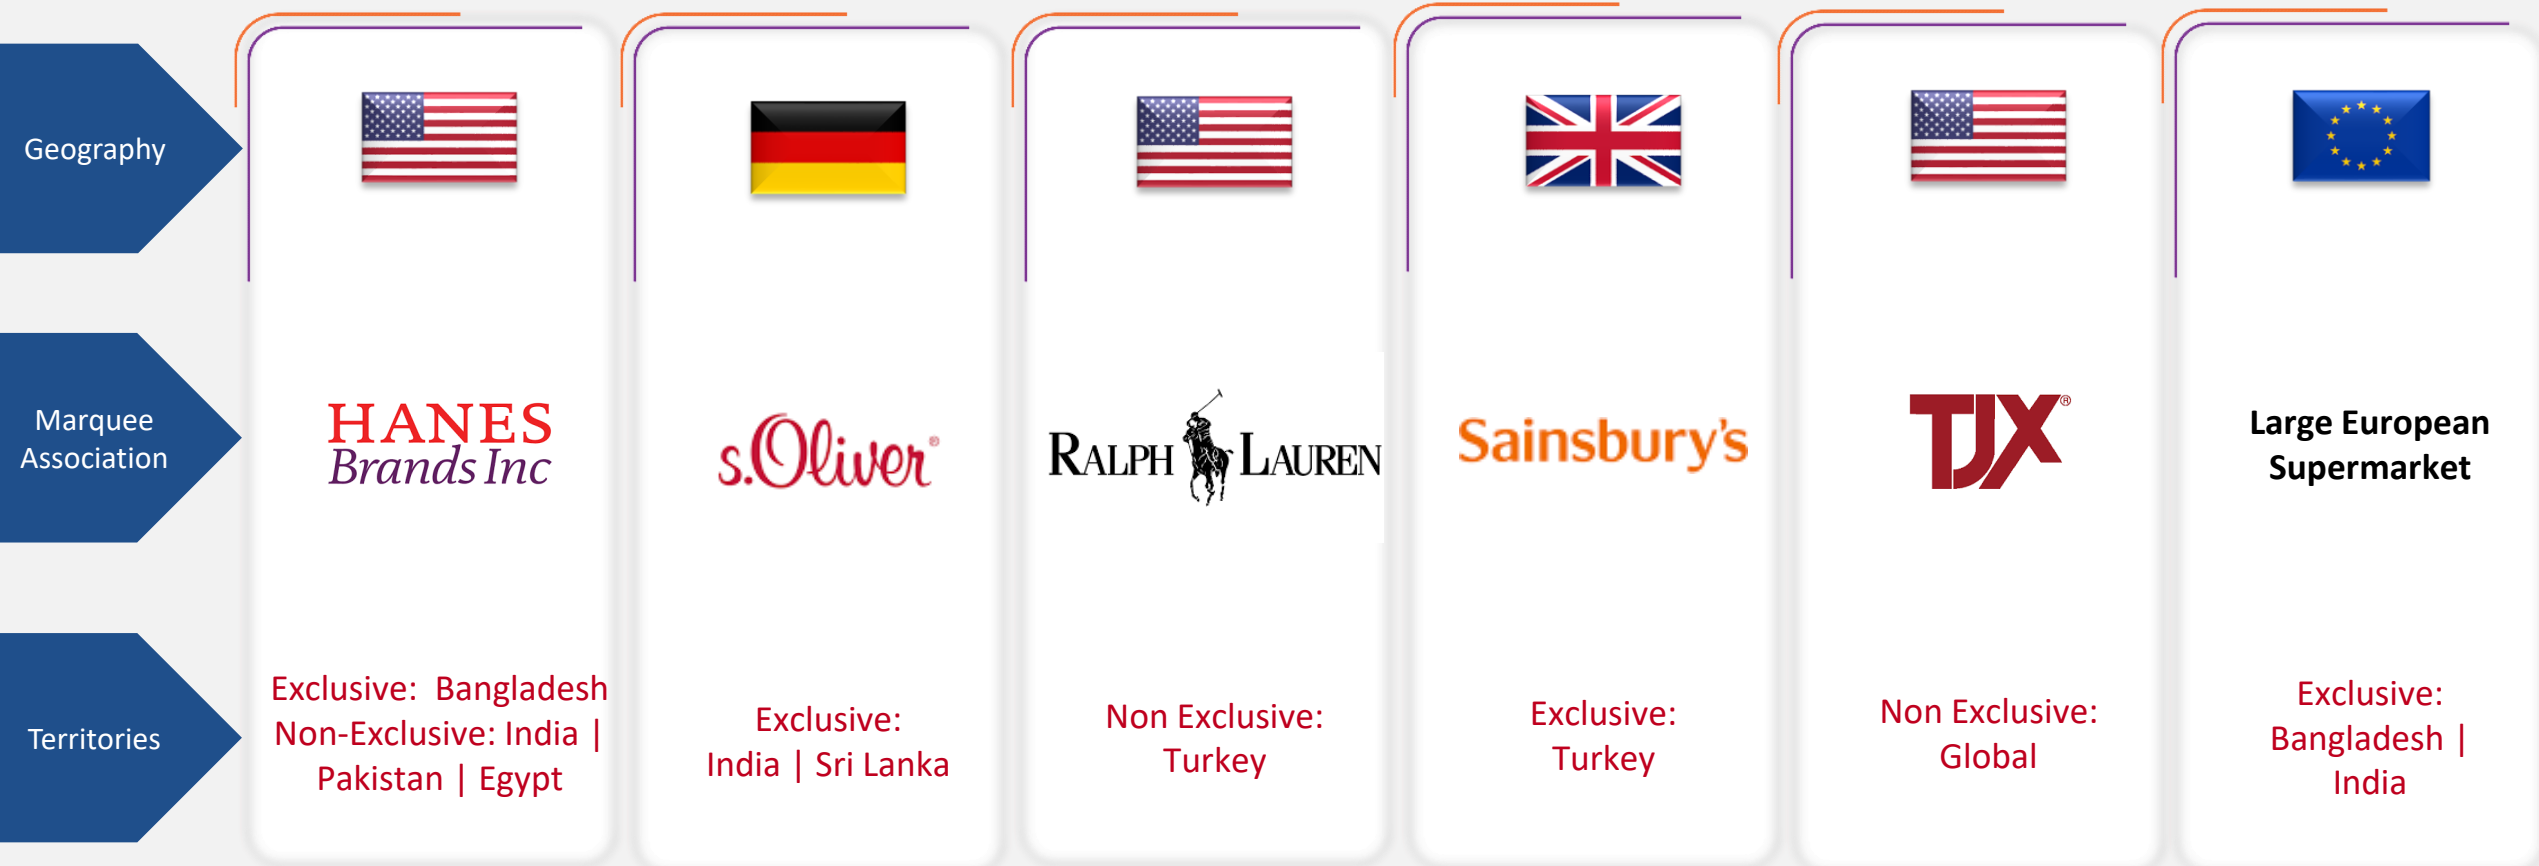 Geography
Marquee
Association
HANES
Brands Inc
s.Oliver®
RALPH LAUREN
Sainsbury's
TJX®
Large European
Supermarket
Territories
Exclusive: Bangladesh
Non-Exclusive: India |
Pakistan | Egypt
Exclusive:
India | Sri Lanka
Non Exclusive:
Turkey
Exclusive:
Turkey
Non Exclusive:
Global
Exclusive:
Bangladesh |
India